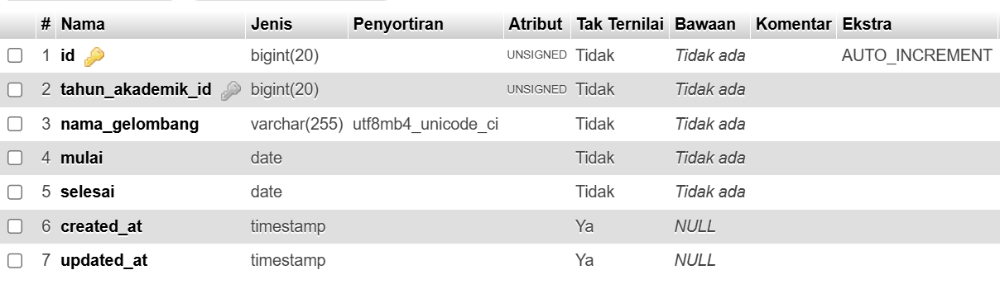 # Nama Jenis Penyortiran Atribut Tak Ternilai Bawaan Komentar Ekstra
1 id bigint(20) UNSIGNED Tidak Tidak ada AUTO_INCREMENT
2 tahun_akademik_id bigint(20) UNSIGNED Tidak Tidak ada
3 nama_gelombang varchar(255) utf8mb4_unicode_ci Tidak Tidak ada
4 mulai date Tidak Tidak ada
5 selesai date Tidak Tidak ada
6 created_at timestamp Ya NULL
7 updated_at timestamp Ya NULL